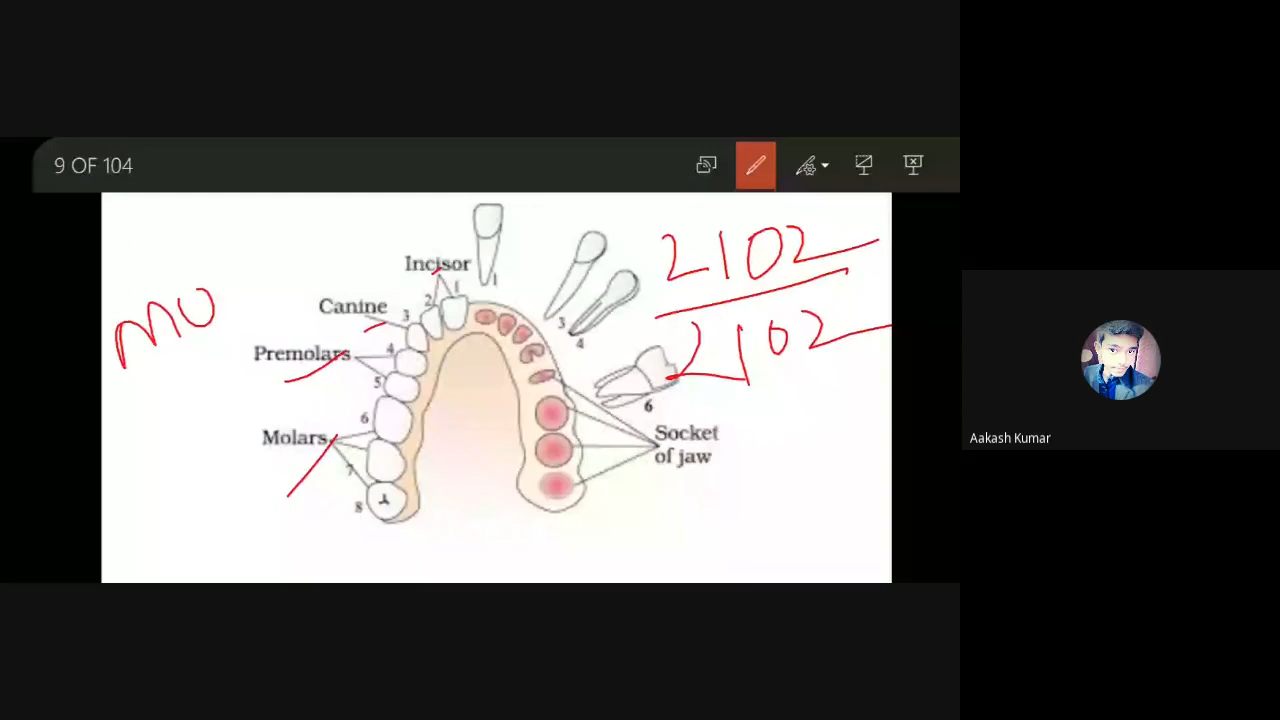 9 OF 104
Incisor
1
2 1
Canine
3
Premolars
4
5
Molars
6
7
8
3
4
6
Socket
of jaw
2102
2102
Aakash Kumar